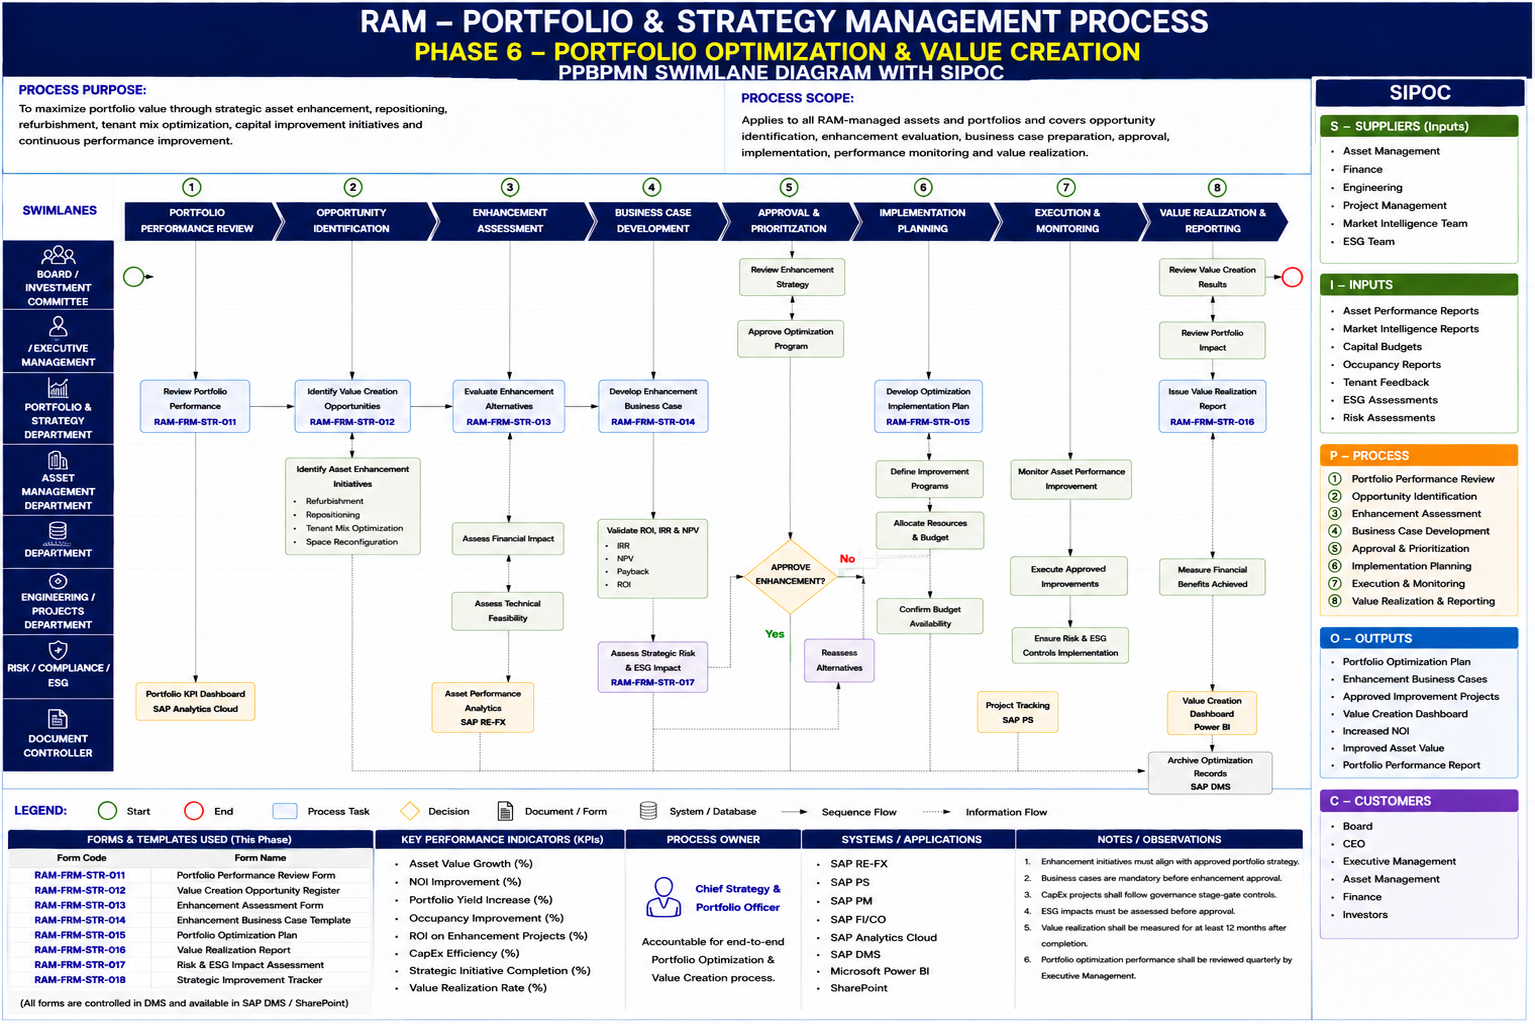 RAM – PORTFOLIO & STRATEGY MANAGEMENT PROCESS
PHASE 6 – PORTFOLIO OPTIMIZATION & VALUE CREATION
PPBPMN SWIMLANE DIAGRAM WITH SIPOC
PROCESS PURPOSE:
To maximize portfolio value through strategic asset enhancement, repositioning,
refurbishment, tenant mix optimization, capital improvement initiatives and
continuous performance improvement.
PROCESS SCOPE:
Applies to all RAM-managed assets and portfolios and covers opportunity
identification, enhancement evaluation, business case preparation, approval,
implementation, performance monitoring and value realization.
SWIMLANES
1
PORTFOLIO
PERFORMANCE REVIEW
2
OPPORTUNITY
IDENTIFICATION
3
ENHANCEMENT
ASSESSMENT
4
BUSINESS CASE
DEVELOPMENT
5
APPROVAL &
PRIORITIZATION
6
IMPLEMENTATION
PLANNING
7
EXECUTION &
MONITORING
8
VALUE REALIZATION &
REPORTING
BOARD /
INVESTMENT
COMMITTEE
Review Enhancement
Strategy
Review Value Creation
Results
/ EXECUTIVE
MANAGEMENT
Approve Optimization
Program
Review Portfolio
Impact
PORTFOLIO &
STRATEGY
DEPARTMENT
Review Portfolio
Performance
RAM-FRM-STR-011
Identify Value Creation
Opportunities
RAM-FRM-STR-012
Evaluate Enhancement
Alternatives
RAM-FRM-STR-013
Develop Enhancement
Business Case
RAM-FRM-STR-014
Develop Optimization
Implementation Plan
RAM-FRM-STR-015
Issue Value Realization
Report
RAM-FRM-STR-016
ASSET
MANAGEMENT
DEPARTMENT
Identify Asset Enhancement
Initiatives
• Refurbishment
• Repositioning
• Tenant Mix Optimization
• Space Reconfiguration
Define Improvement
Programs
Monitor Asset Performance
Improvement
DEPARTMENT
Assess Financial Impact
Validate ROI, IRR & NPV
• IRR
• NPV
• Payback
• ROI
Allocate Resources
& Budget
ENGINEERING /
PROJECTS
DEPARTMENT
Assess Technical
Feasibility
APPROVE
ENHANCEMENT?
No
Yes
Confirm Budget
Availability
Execute Approved
Improvements
Measure Financial
Benefits Achieved
RISK / COMPLIANCE /
ESG
Assess Strategic Risk
& ESG Impact
RAM-FRM-STR-017
Reassess
Alternatives
Ensure Risk & ESG
Controls Implementation
DOCUMENT
CONTROLLER
Portfolio KPI Dashboard
SAP Analytics Cloud
Asset Performance
Analytics
SAP RE-FX
Project Tracking
SAP PS
Value Creation
Dashboard
Power BI
Archive Optimization
Records
SAP DMS
LEGEND:
Start
End
Process Task
Decision
Document / Form
System / Database
Sequence Flow
Information Flow
FORMS & TEMPLATES USED (This Phase)
Form Code Form Name
RAM-FRM-STR-011 Portfolio Performance Review Form
RAM-FRM-STR-012 Value Creation Opportunity Register
RAM-FRM-STR-013 Enhancement Assessment Form
RAM-FRM-STR-014 Enhancement Business Case Template
RAM-FRM-STR-015 Portfolio Optimization Plan
RAM-FRM-STR-016 Value Realization Report
RAM-FRM-STR-017 Risk & ESG Impact Assessment
RAM-FRM-STR-018 Strategic Improvement Tracker
(All forms are controlled in DMS and available in SAP DMS / SharePoint)
KEY PERFORMANCE INDICATORS (KPIs)
• Asset Value Growth (%)
• NOI Improvement (%)
• Portfolio Yield Increase (%)
• Occupancy Improvement (%)
• ROI on Enhancement Projects (%)
• CapEx Efficiency (%)
• Strategic Initiative Completion (%)
• Value Realization Rate (%)
PROCESS OWNER
Chief Strategy &
Portfolio Officer
Accountable for end-to-end
Portfolio Optimization &
Value Creation process.
SYSTEMS / APPLICATIONS
• SAP RE-FX
• SAP PS
• SAP PM
• SAP FI/CO
• SAP Analytics Cloud
• SAP DMS
• Microsoft Power BI
• SharePoint
NOTES / OBSERVATIONS
1. Enhancement initiatives must align with approved portfolio strategy.
2. Business cases are mandatory before enhancement approval.
3. CapEx projects shall follow governance stage-gate controls.
4. ESG impacts must be assessed before approval.
5. Value realization shall be measured for at least 12 months after
completion.
6. Portfolio optimization performance shall be reviewed quarterly by
Executive Management.
SIPOC
S – SUPPLIERS (Inputs)
• Asset Management
• Finance
• Engineering
• Project Management
• Market Intelligence Team
• ESG Team
I – INPUTS
• Asset Performance Reports
• Market Intelligence Reports
• Capital Budgets
• Occupancy Reports
• Tenant Feedback
• ESG Assessments
• Risk Assessments
P – PROCESS
1 Portfolio Performance Review
2 Opportunity Identification
3 Enhancement Assessment
4 Business Case Development
5 Approval & Prioritization
6 Implementation Planning
7 Execution & Monitoring
8 Value Realization & Reporting
O – OUTPUTS
• Portfolio Optimization Plan
• Enhancement Business Cases
• Approved Improvement Projects
• Value Creation Dashboard
• Increased NOI
• Improved Asset Value
• Portfolio Performance Report
C – CUSTOMERS
• Board
• CEO
• Executive Management
• Asset Management
• Finance
• Investors